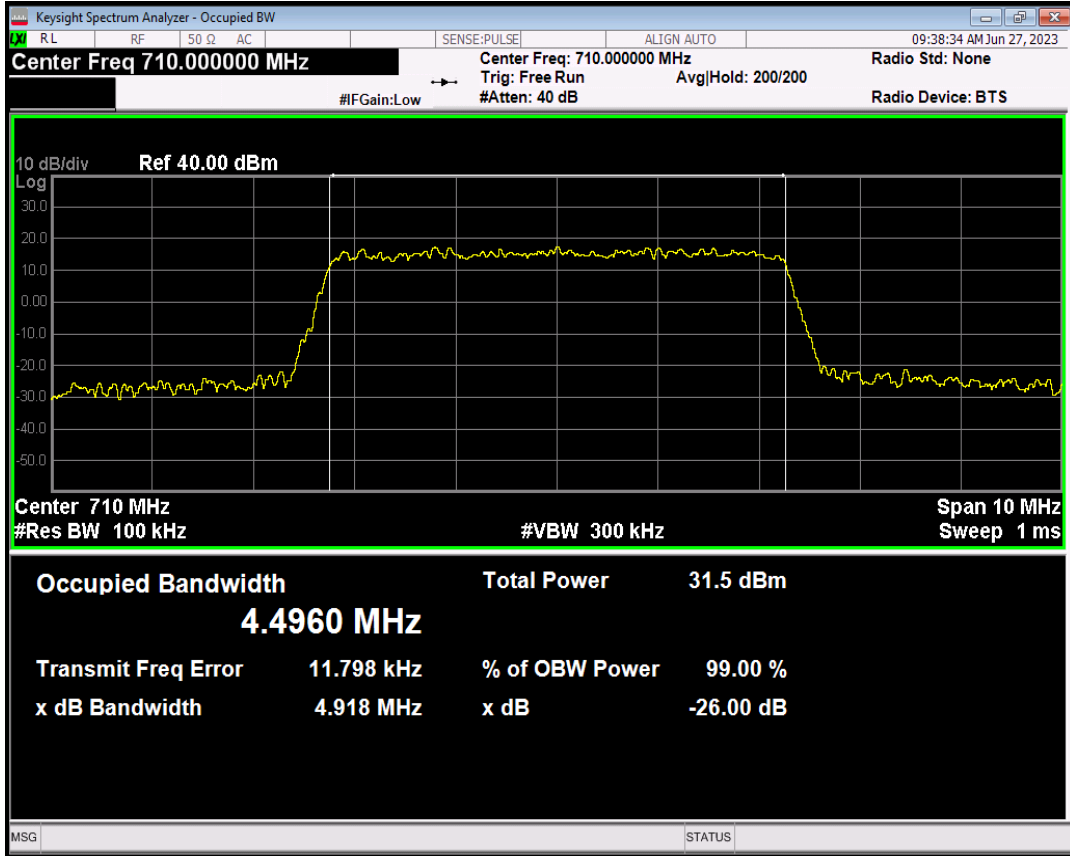 Keysight Spectrum Analyzer - Occupied BW
LXI RL RF 50 Ω AC SENSE:PULSE ALIGN AUTO 09:38:34 AM Jun 27, 2023
Center Freq 710.000000 MHz Center Freq: 710.000000 MHz Radio Std: None
Trig: Free Run Avg|Hold: 200/200
#IFGain:Low #Atten: 40 dB Radio Device: BTS
10 dB/div Ref 40.00 dBm
Log
30.0
20.0
10.0
0.00
-10.0
-20.0
-30.0
-40.0
-50.0
Center 710 MHz Span 10 MHz
#Res BW 100 kHz #VBW 300 kHz Sweep 1 ms
Occupied Bandwidth Total Power 31.5 dBm
4.4960 MHz
Transmit Freq Error 11.798 kHz % of OBW Power 99.00 %
x dB Bandwidth 4.918 MHz x dB -26.00 dB
MSG STATUS